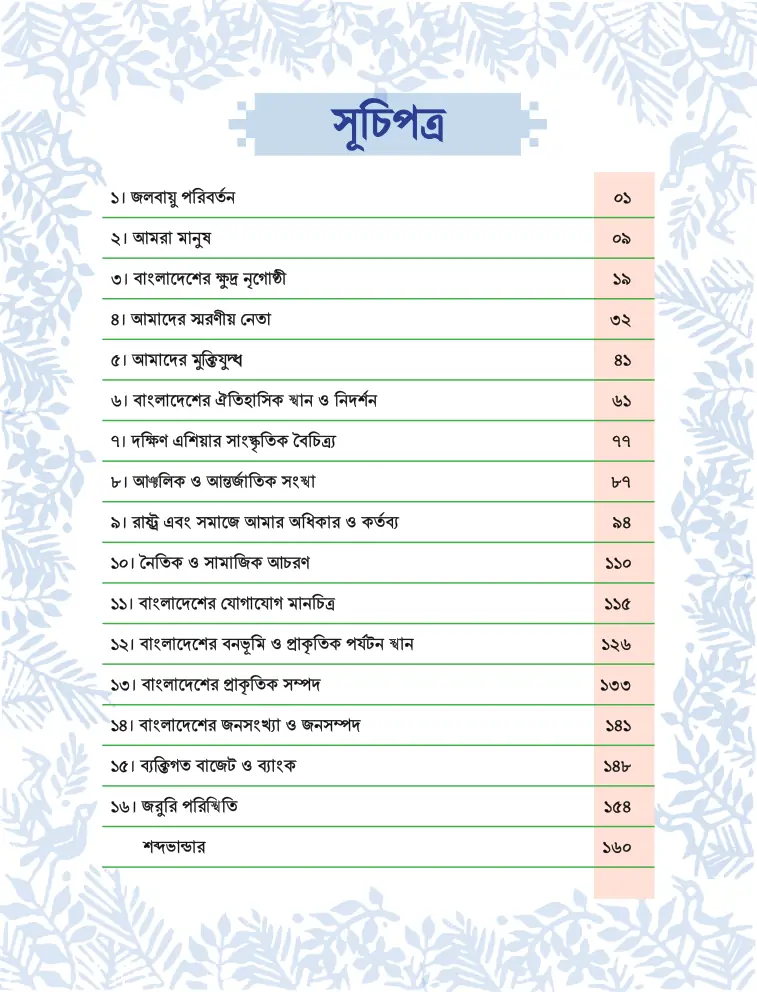 সূচিপত্র
১। জলবায়ু পরিবর্তন ০১
২। আমরা মানুষ ০৯
৩। বাংলাদেশের ক্ষুদ্র নৃগোষ্ঠী ১৯
৪। আমাদের স্মরণীয় নেতা ৩২
৫। আমাদের মুক্তিযুদ্ধ ৪১
৬। বাংলাদেশের ঐতিহাসিক স্থান ও নিদর্শন ৬১
৭। দক্ষিণ এশিয়ার সাংস্কৃতিক বৈচিত্র্য ৭৭
৮। আঞ্চলিক ও আন্তর্জাতিক সংস্থা ৮৭
৯। রাষ্ট্র এবং সমাজে আমার অধিকার ও কর্তব্য ৯৪
১০। নৈতিক ও সামাজিক আচরণ ১১০
১১। বাংলাদেশের যোগাযোগ মানচিত্র ১১৫
১২। বাংলাদেশের বনভূমি ও প্রাকৃতিক পর্যটন স্থান ১২৬
১৩। বাংলাদেশের প্রাকৃতিক সম্পদ ১৩৩
১৪। বাংলাদেশের জনসংখ্যা ও জনসম্পদ ১৪১
১৫। ব্যক্তিগত বাজেট ও ব্যাংক ১৪৮
১৬। জরুরি পরিস্থিতি ১৫৪
শব্দভান্ডার ১৬০